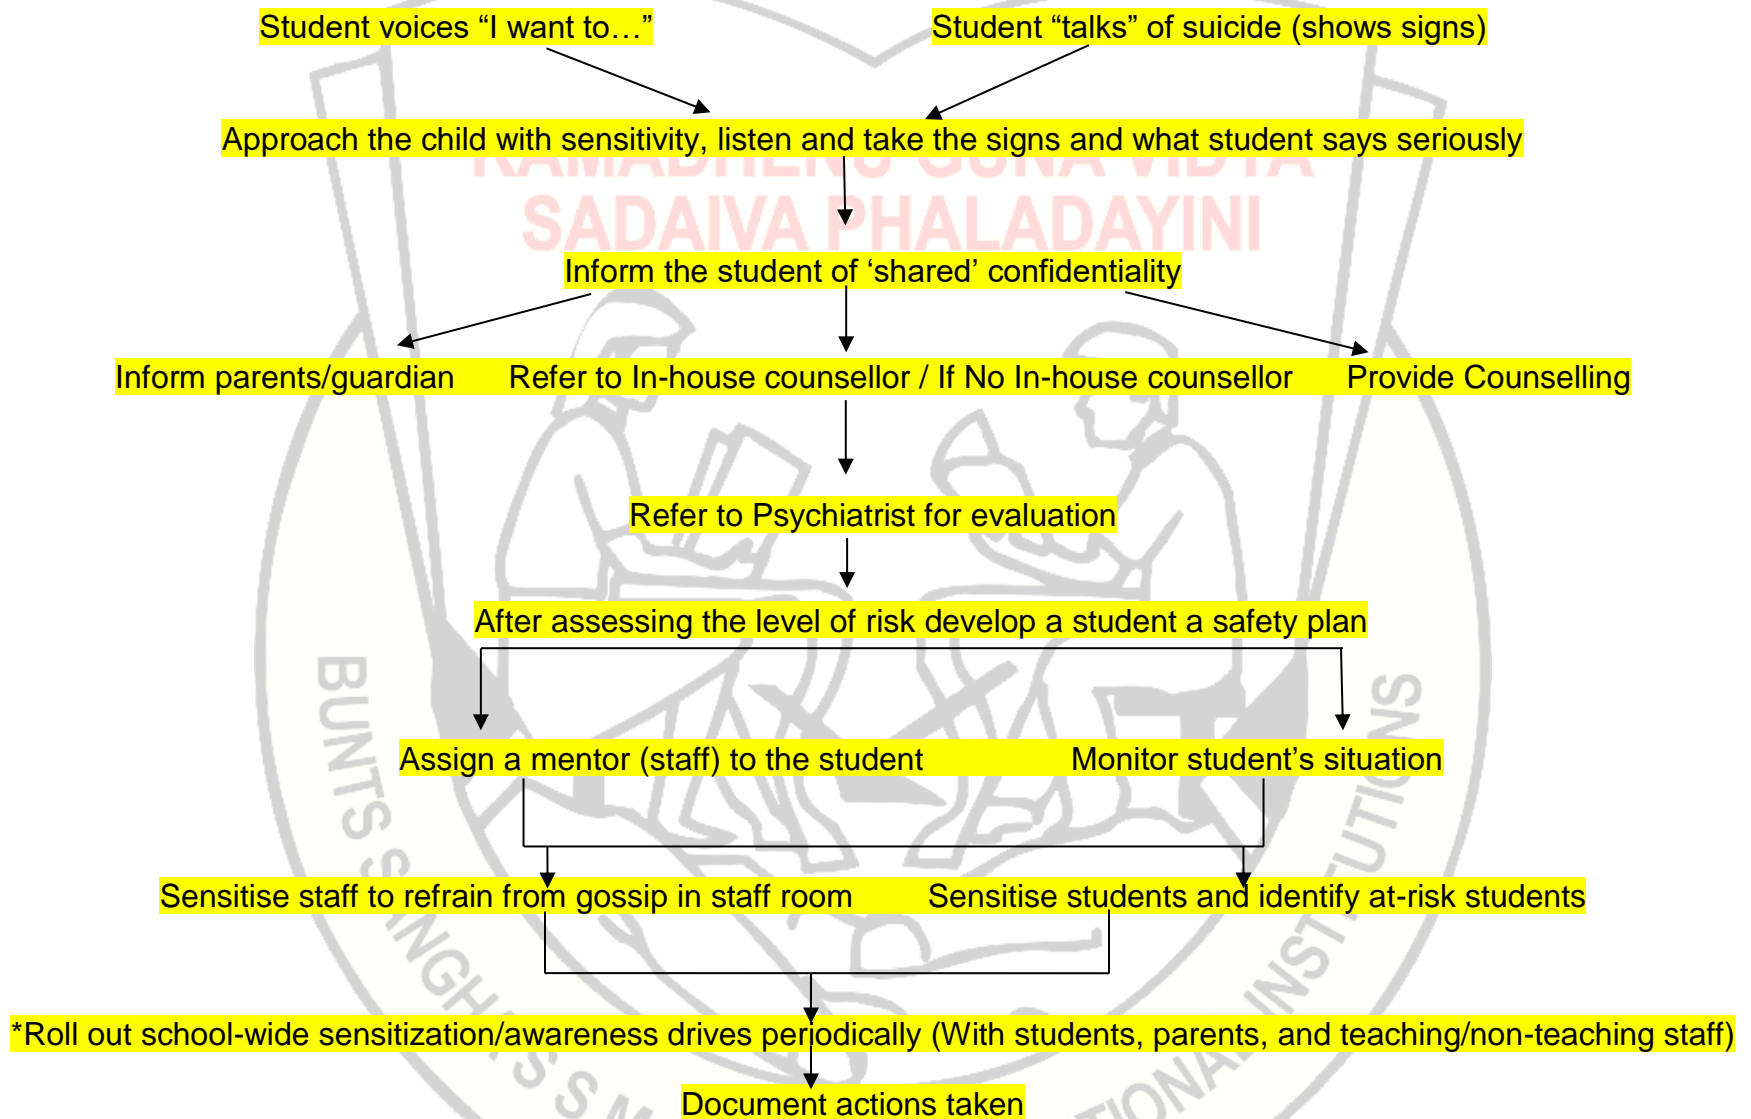 Student voices “I want to…” Student “talks” of suicide (shows signs)
Approach the child with sensitivity, listen and take the signs and what student says seriously
KAMADHENU GUNA VIDYA
SADAIVA PHALADAYINI
Inform the student of ‘shared’ confidentiality
Inform parents/guardian Refer to In-house counsellor / If No In-house counsellor Provide Counselling
Refer to Psychiatrist for evaluation
After assessing the level of risk develop a student a safety plan
Assign a mentor (staff) to the student Monitor student’s situation
Sensitise staff to refrain from gossip in staff room Sensitise students and identify at-risk students
*Roll out school-wide sensitization/awareness drives periodically (With students, parents, and teaching/non-teaching staff)
Document actions taken
BUNTS SANGHA'S S
INSTITUTIONS